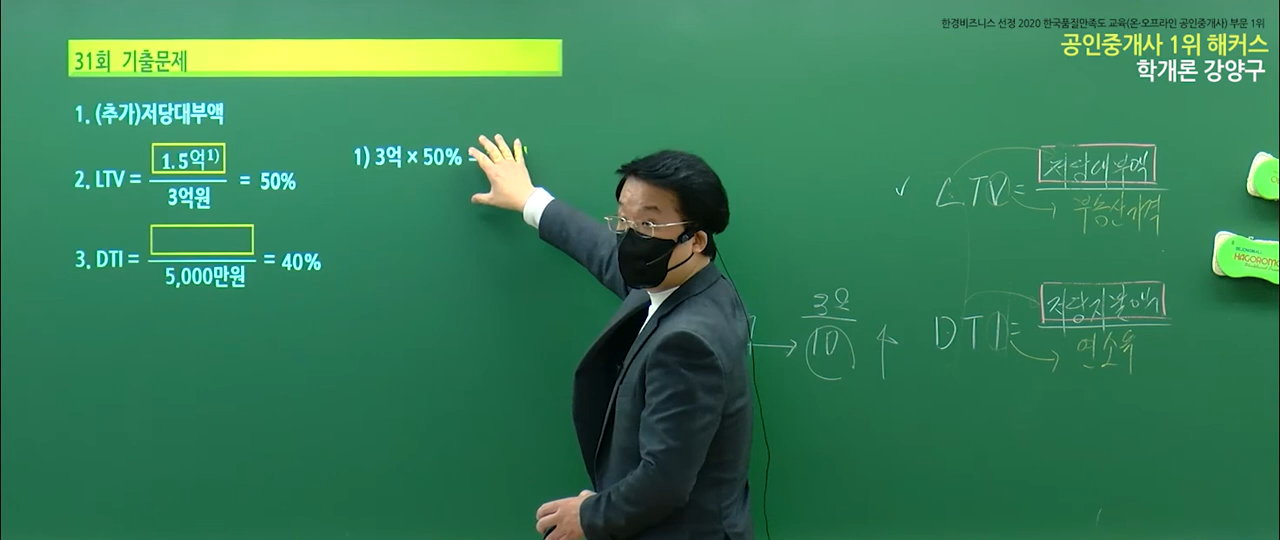 한경비즈니스 선정 2020 한국품질만족도 교육(온·오프라인 공인중개사) 부문 1위
공인중개사 1위 해커스
학개론 강양구
31회 기출문제
1. (추가)저당대부액
2. LTV = 1.5억1) / 3억원 = 50%
1) 3억 × 50% =
3. DTI = / 5,000만원 = 40%
LTV = 저당대부액 / 부동산가격
DTI = 저당지불액 / 연소득
10
HAGOROMO